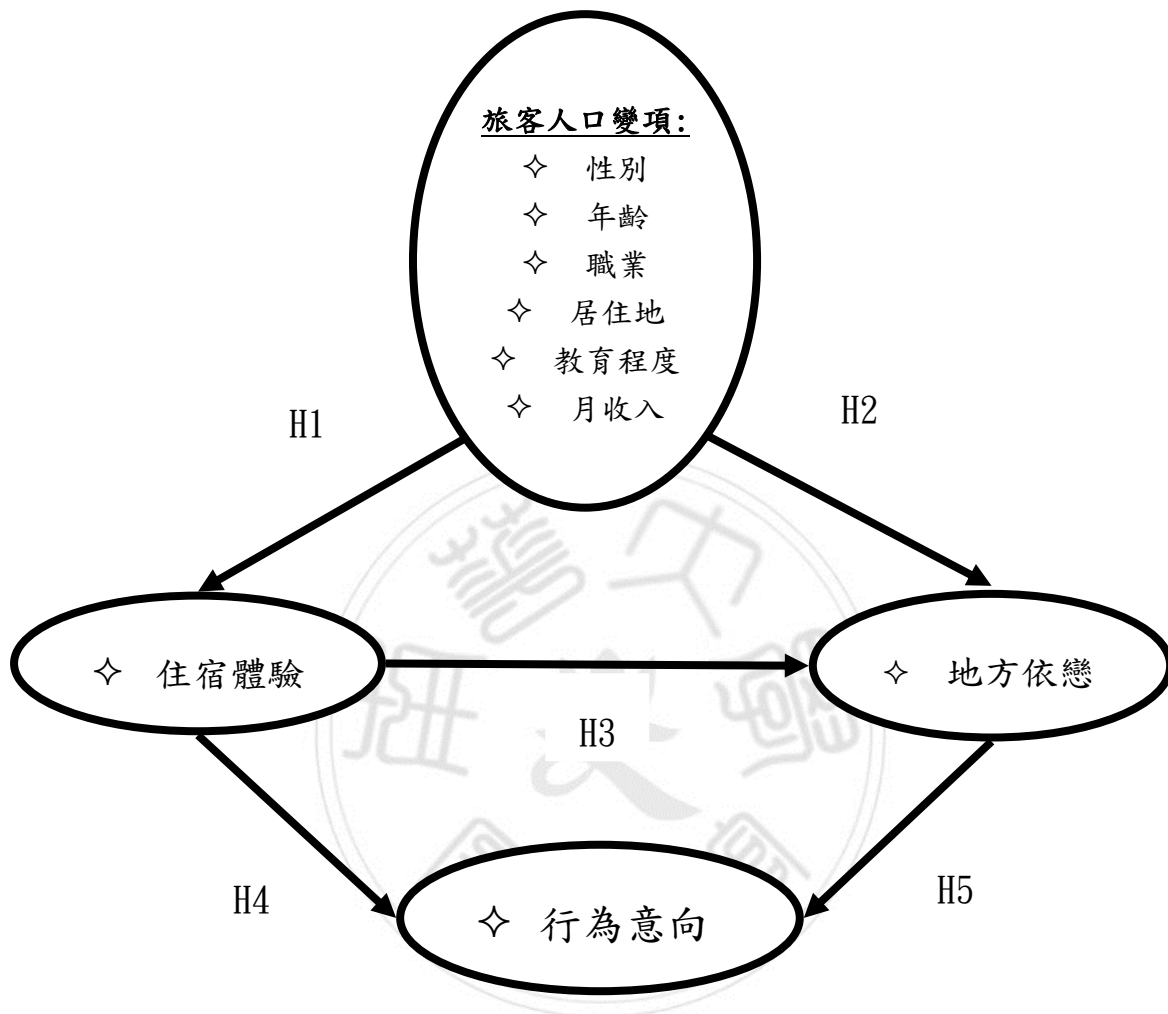 旅客人口變項:
✧ 性別
✧ 年齡
✧ 職業
✧ 居住地
✧ 教育程度
✧ 月收入
H1
H2
✧ 住宿體驗
✧ 地方依戀
H3
H4
H5
✧ 行為意向